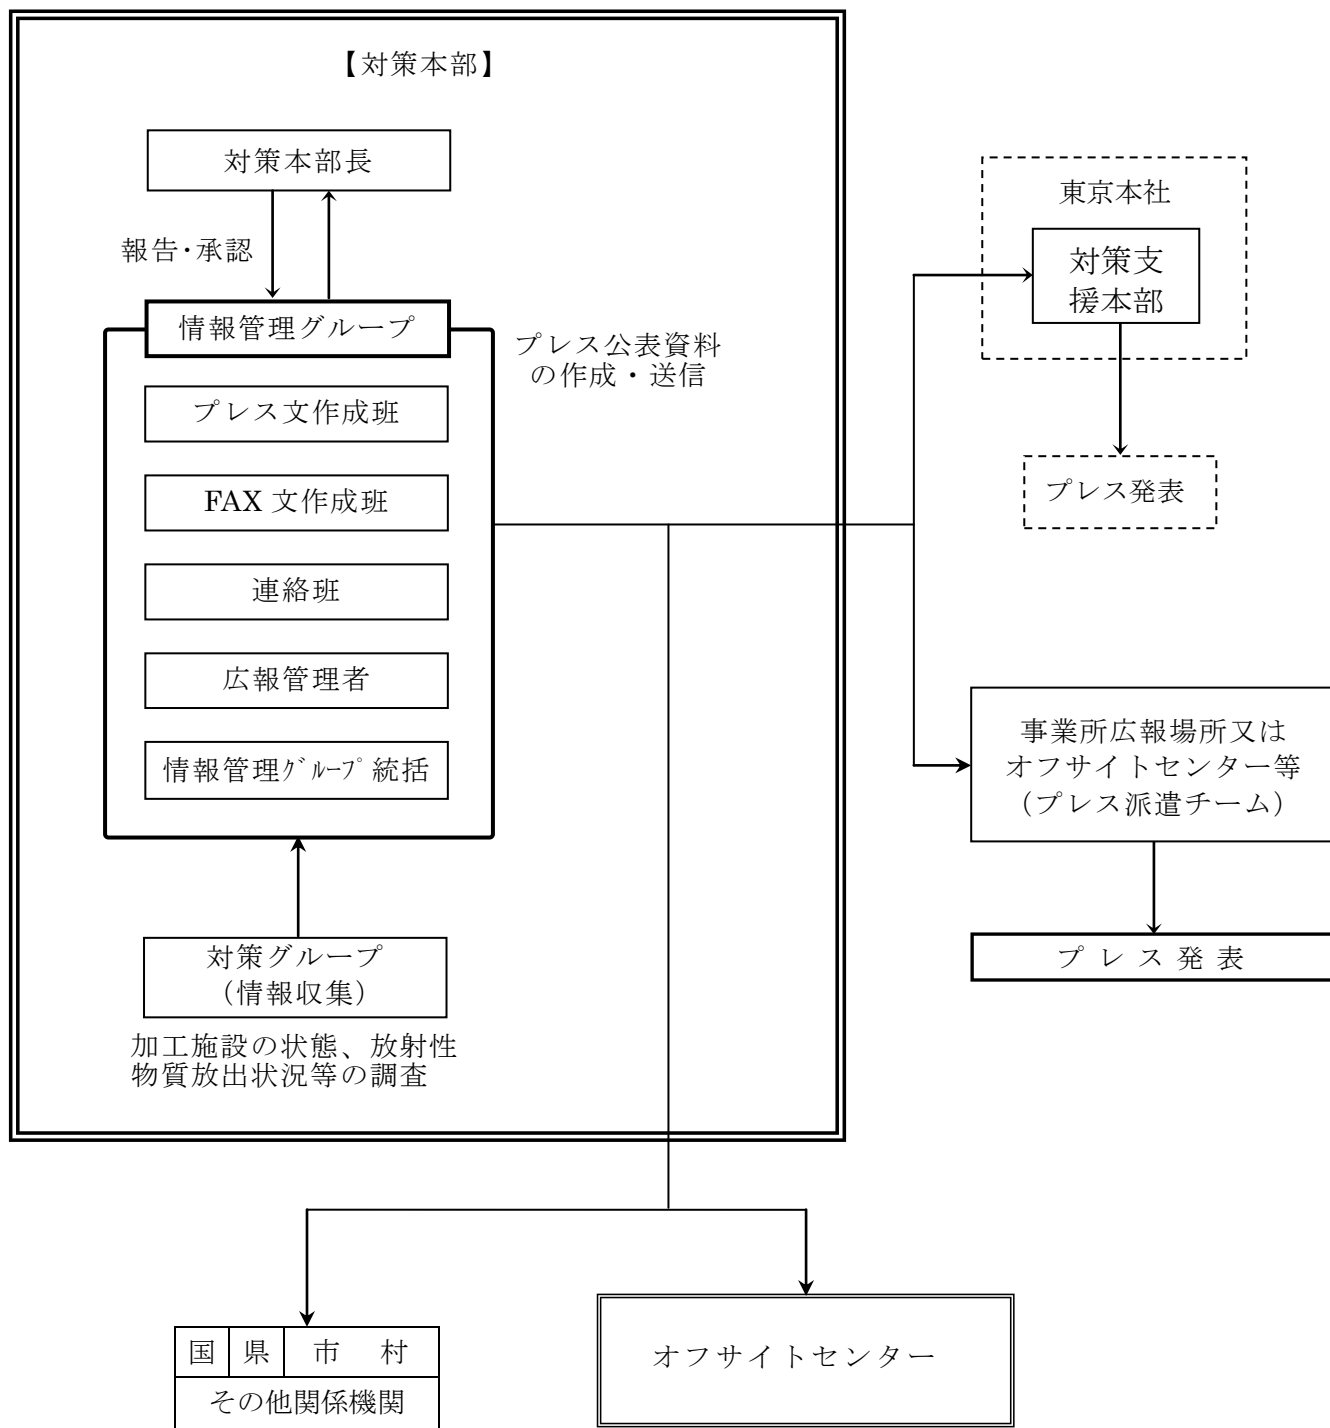 【対策本部】
対策本部長
報告・承認
情報管理グループ
プレス公表資料
の作成・送信
プレス文作成班
FAX 文作成班
連絡班
広報管理者
情報管理ｸﾞﾙｰﾌﾟ統括
対策グループ
（情報収集）
加工施設の状態、放射性
物質放出状況等の調査
東京本社
対策支
援本部
プレス発表
事業所広報場所又は
オフサイトセンター等
（プレス派遣チーム）
プ レ ス 発 表
国 県 市 村
その他関係機関
オフサイトセンター